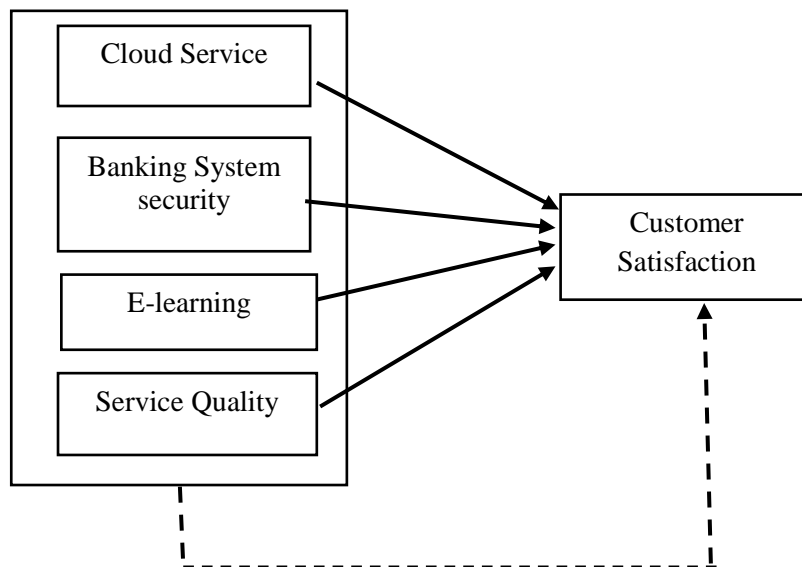 Cloud Service
Banking System
security
E-learning
Service Quality
Customer
Satisfaction